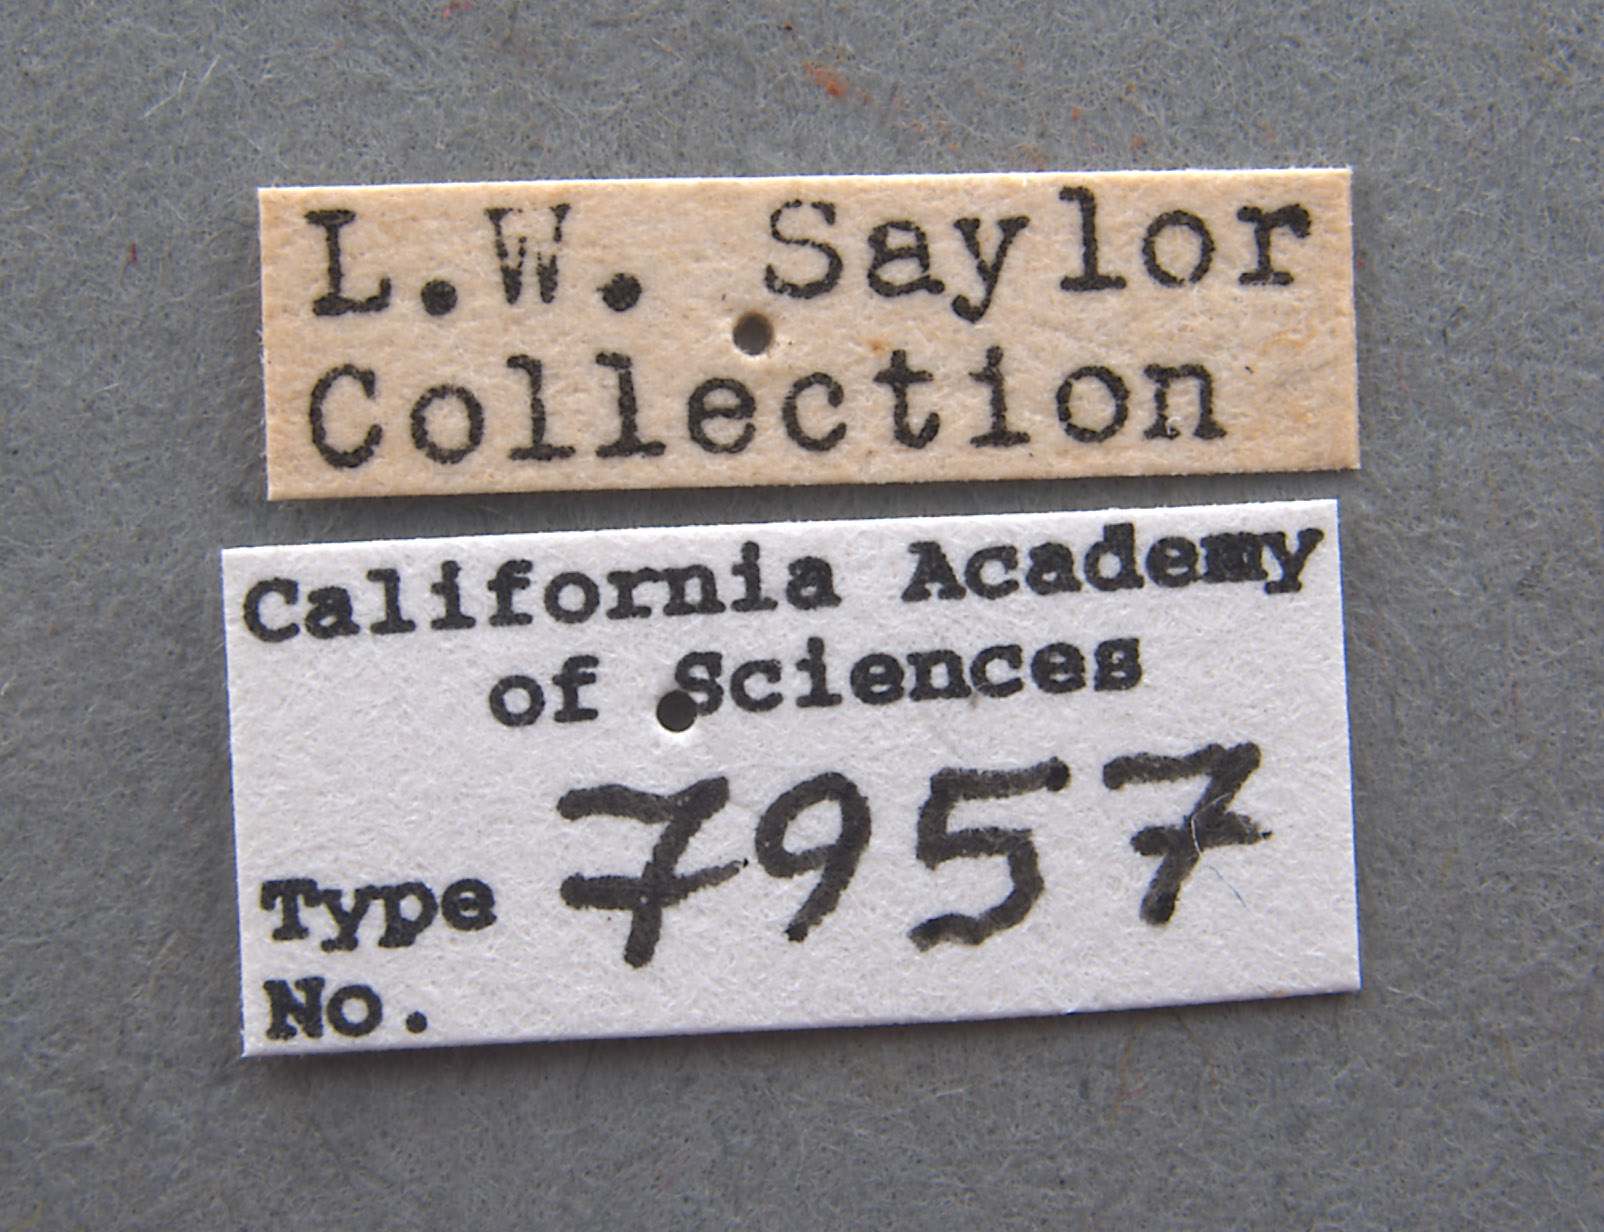 L.W. Saylor
Collection
California Academy
of Sciences
Type 7957
No.